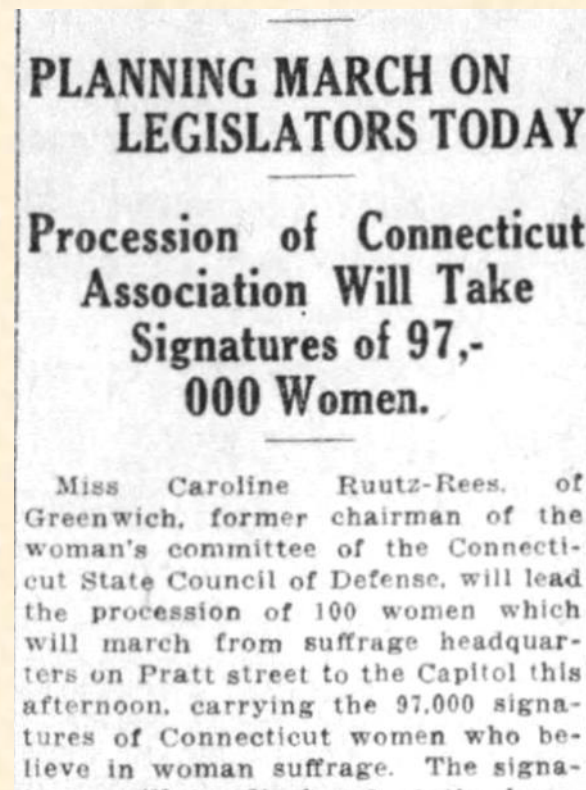 PLANNING MARCH ON
LEGISLATORS TODAY
Procession of Connecticut
Association Will Take
Signatures of 97,-
000 Women.
Miss Caroline Ruutz-Rees, of
Greenwich, former chairman of the
woman's committee of the Connecti-
cut State Council of Defense, will lead
the procession of 100 women which
will march from suffrage headquar-
ters on Pratt street to the Capitol this
afternoon, carrying the 97,000 signa-
tures of Connecticut women who be-
lieve in woman suffrage. The signa-